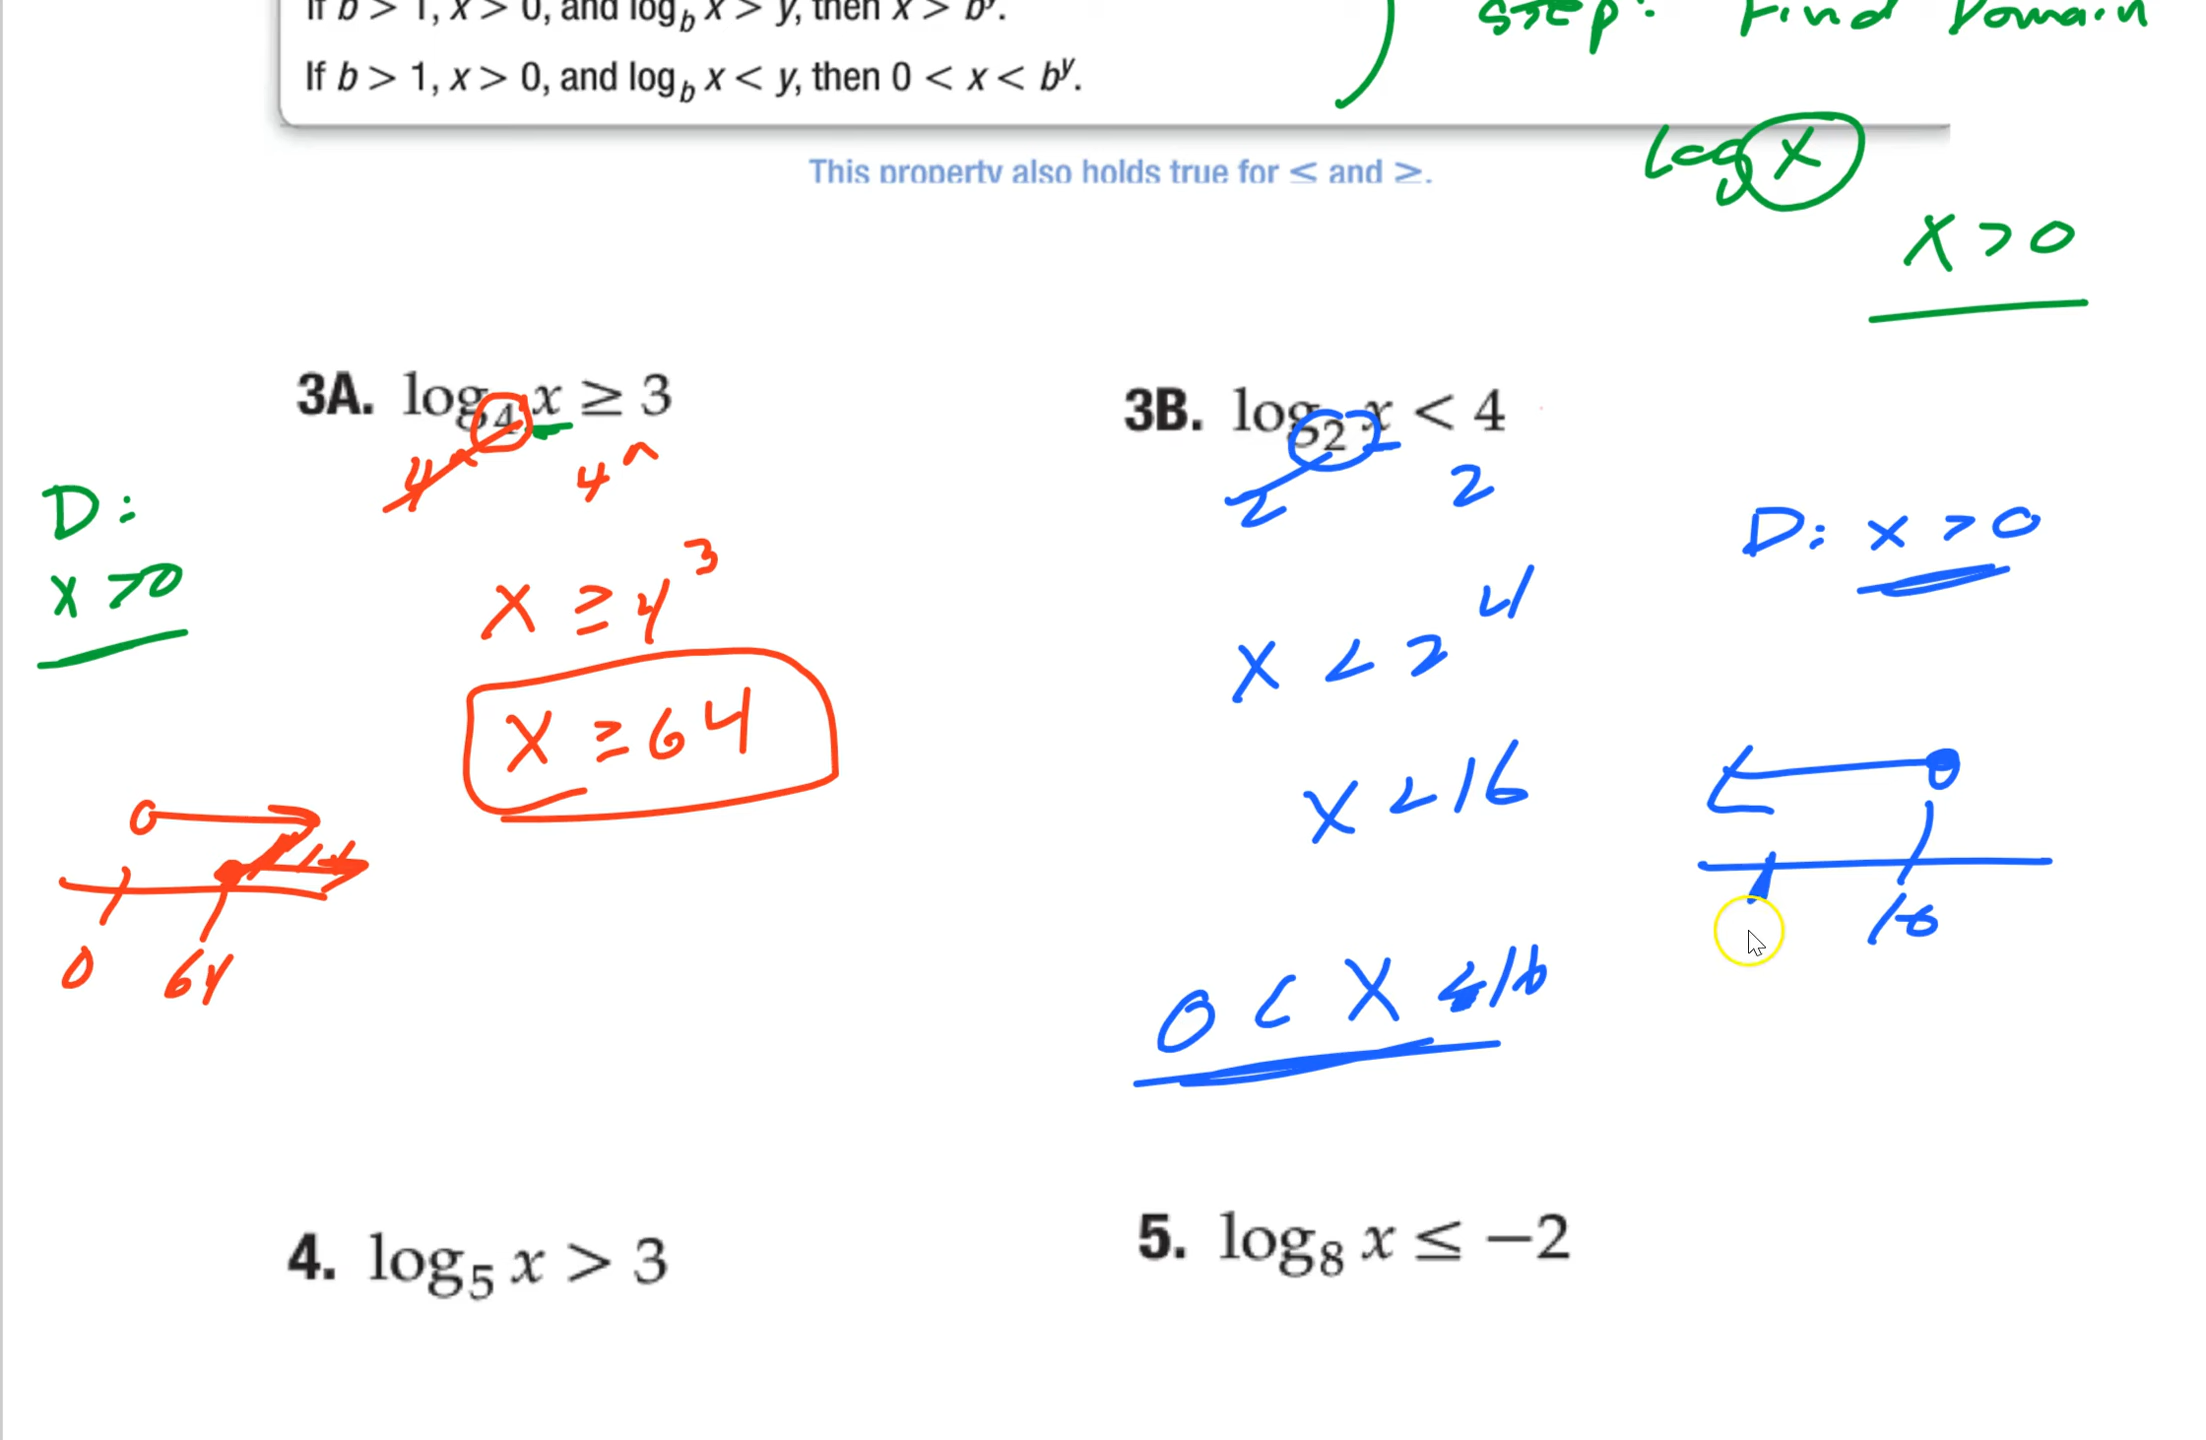 If b > 1, x > 0, and log_b x > y, then x > b^y.
If b > 1, x > 0, and log_b x < y, then 0 < x < b^y.
This property also holds true for ≤ and ≥.
step: Find Domain
log_b x
x > 0
3A. log_4 x ≥ 3
4^ 4^
D:
x > 0
x ≥ 4^3
x ≥ 64
0 64
3B. log_2 x < 4
2 2
D: x > 0
x < 2^4
x < 16
16
0 < x < 16
4. log_5 x > 3
5. log_8 x ≤ −2